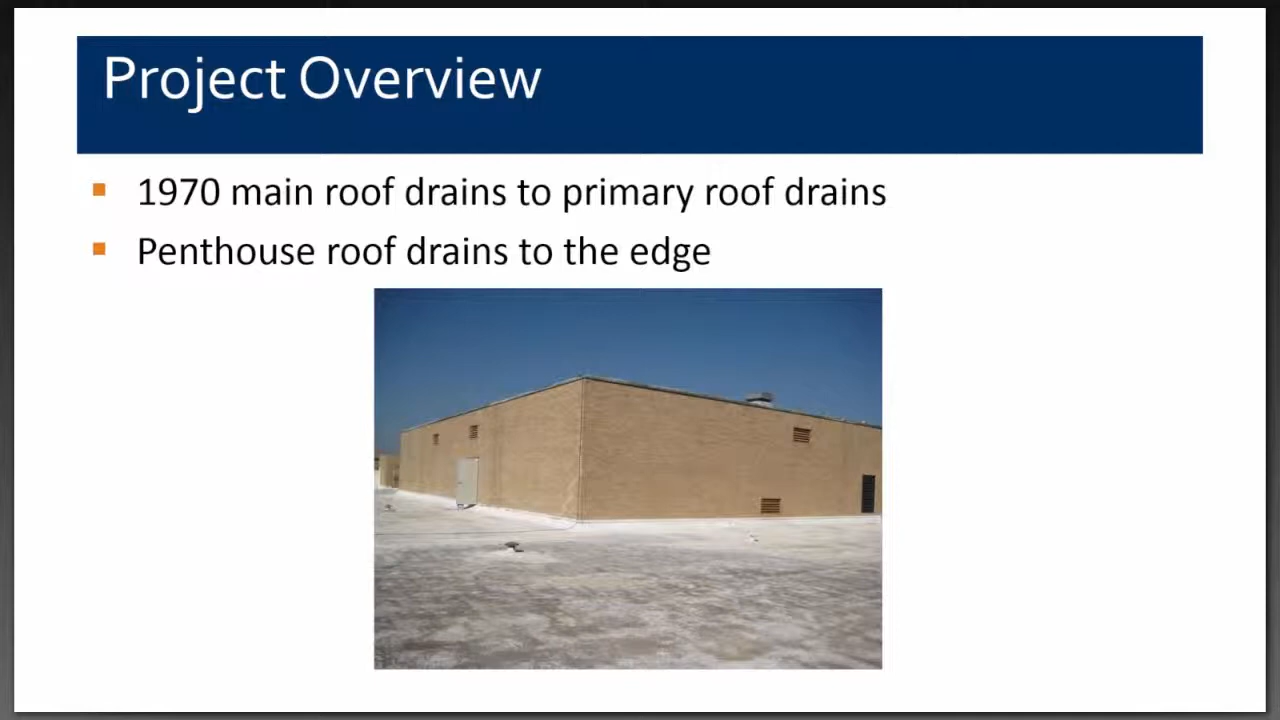 Project Overview
1970 main roof drains to primary roof drains
Penthouse roof drains to the edge